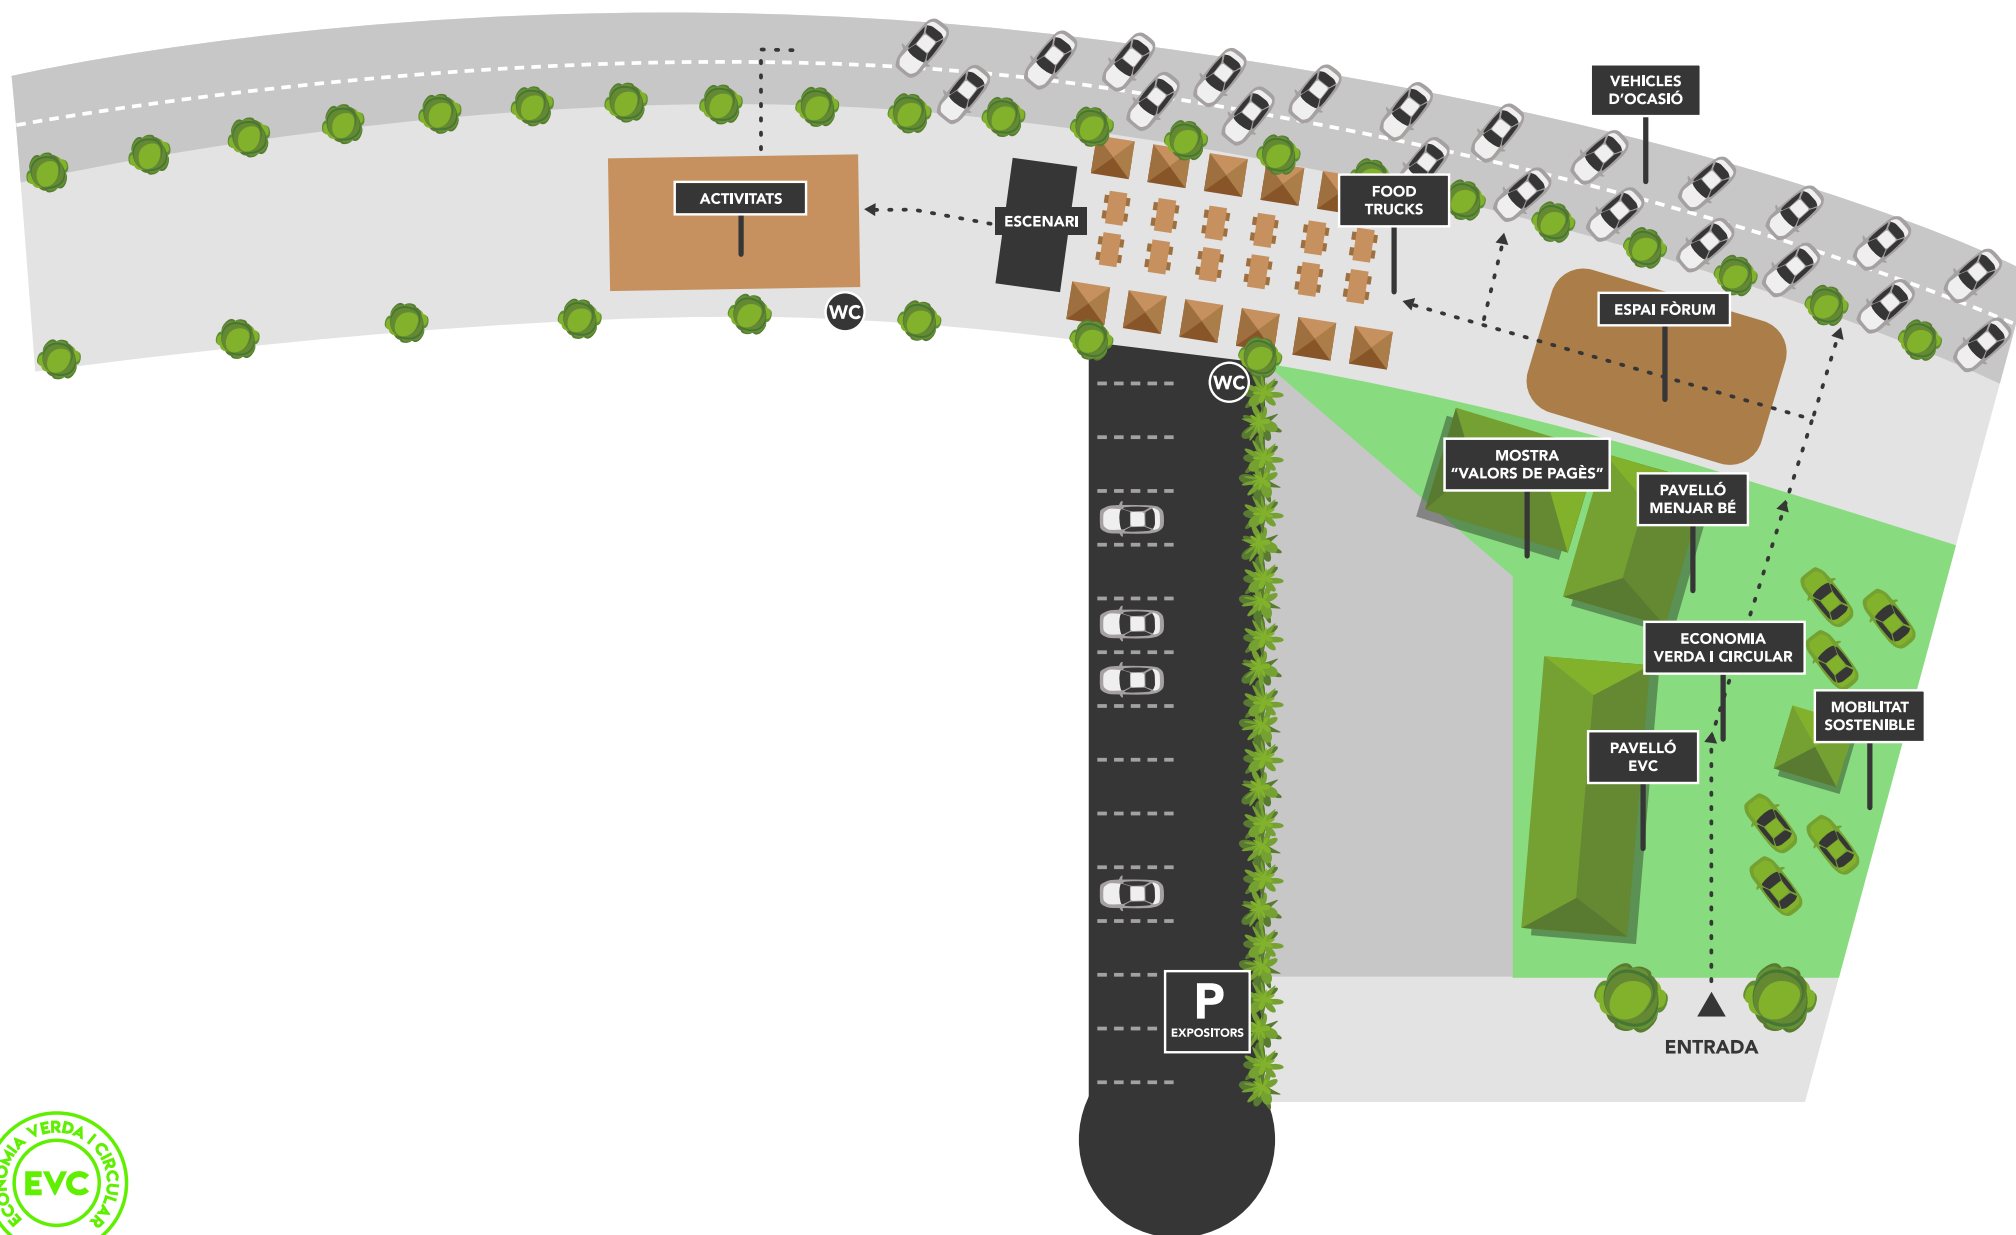 VEHICLES
D'OCASIÓ
ACTIVITATS
ESCENARI
FOOD
TRUCKS
WC
ESPAI FÒRUM
WC
MOSTRA
"VALORS DE PAGÈS"
PAVELLÓ
MENJAR BÉ
ECONOMIA
VERDA I CIRCULAR
MOBILITAT
SOSTENIBLE
PAVELLÓ
EVC
P
EXPOSITORS
ENTRADA
ECONOMIA VERDA I CIRCULAR
EVC